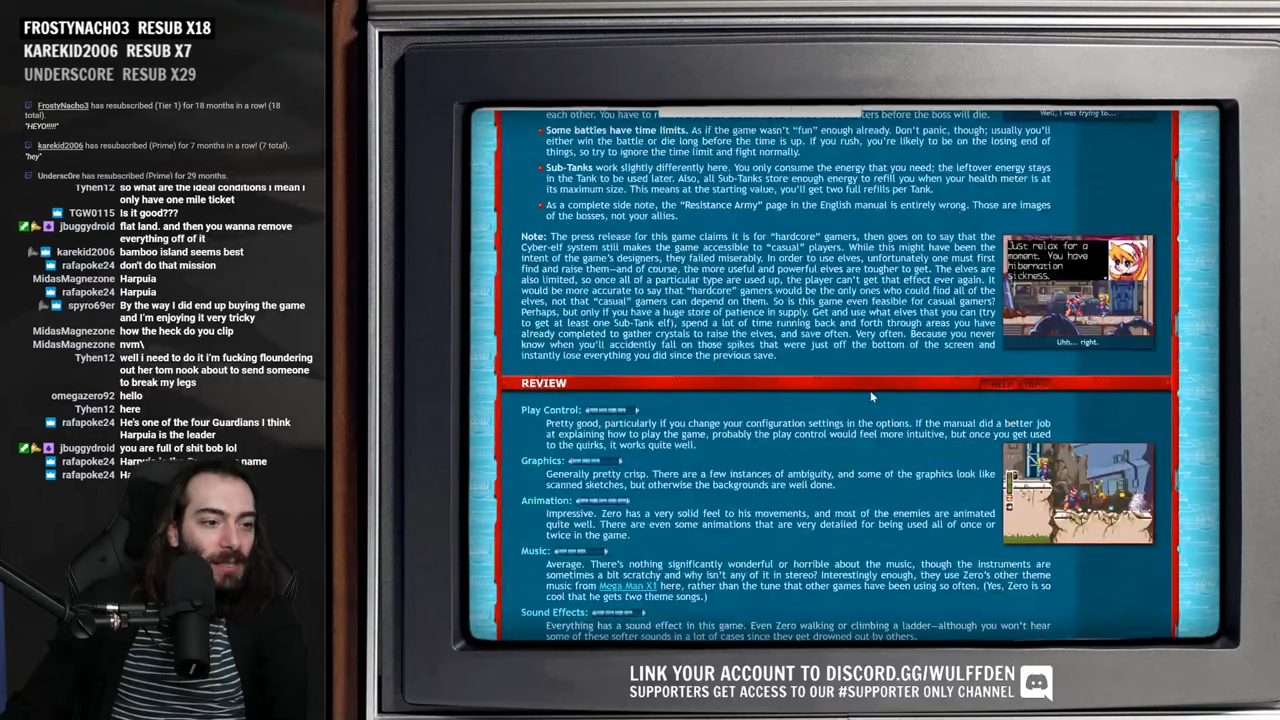 FROSTYNACHO3 RESUB X18
KAREKID2006 RESUB X7
UNDERSCORE RESUB X29
FrostyNacho3 has resubscribed (Tier 1) for 18 months in a row! (18
total).
"HEYO!!!!!"
karekid2006 has resubscribed (Prime) for 7 months in a row! (7 total).
"hey"
Undersc0re has resubscribed (Prime) for 29 months.
Tyhen12 so what are the ideal conditions I mean I
only have one mile ticket
TGW0115 Is it good???
jbuggydroid flat land. and then you wanna remove
everything off of it
karekid2006 bamboo island seems best
rafapoke24 don't do that mission
MidasMagnezone Harpuia
rafapoke24 Harpuia
spyro69er By the way I did end up buying the game
and I'm enjoying it very tricky
MidasMagnezone how the heck do you clip
MidasMagnezone nvm\
Tyhen12 well i need to do it i'm fucking floundering
out her tom nook about to send someone
to break my legs
omegazero92 hello
Tyhen12 here
rafapoke24 He's one of the four Guardians I think
Harpuia is the leader
jbuggydroid you are full of shit bob lol
rafapoke24 name
rafapoke24
each other. You have to before the boss will die.
Some battles have time limits. As if the game wasn't "fun" enough already. Don't panic, though; usually you'll
either win the battle or die long before the time is up. If you rush, you're likely to be on the losing end of
things, so try to ignore the time limit and fight normally.
Sub-Tanks work slightly differently here. You only consume the energy that you need; the leftover energy stays
in the Tank to be used later. Also, all Sub-Tanks store enough energy to refill you when your health meter is at
its maximum size. This means at the starting value, you'll get two full refills per Tank.
As a complete side note, the "Resistance Army" page in the English manual is entirely wrong. Those are images
of the bosses, not your allies.
Well, I was trying to...
Note: The press release for this game claims it is for "hardcore" gamers, then goes on to say that the
Cyber-elf system still makes the game accessible to "casual" players. While this might have been the
intent of the game's designers, they failed miserably. In order to use elves, unfortunately one must first
find and raise them—and of course, the more useful and powerful elves are tougher to get. The elves are
also limited, so once all of a particular type are used up, the player can't get that effect ever again. It
would be more accurate to say that "hardcore" gamers would be the only ones who could find all of the
elves, not that "casual" gamers can depend on them. So is this game even feasible for casual gamers?
Perhaps, but only if you have a huge store of patience in supply. Get and use what elves that you can (try
to get at least one Sub-Tank elf), spend a lot of time running back and forth through areas you have
already completed to gather crystals to raise the elves, and save often. Very often. Because you never
know when you'll accidently fall on those spikes that were just off the bottom of the screen and
instantly lose everything you did since the previous save.
Just relax for a
moment. You have
hibernation
sickness.
Uhh... right.
REVIEW
HELP
Play Control:
Pretty good, particularly if you change your configuration settings in the options. If the manual did a better job
at explaining how to play the game, probably the play control would feel more intuitive, but once you get used
to the quirks, it works quite well.
Graphics:
Generally pretty crisp. There are a few instances of ambiguity, and some of the graphics look like
scanned sketches, but otherwise the backgrounds are well done.
Animation:
Impressive. Zero has a very solid feel to his movements, and most of the enemies are animated
quite well. There are even some animations that are very detailed for being used all of once or
twice in the game.
Music:
Average. There's nothing significantly wonderful or horrible about the music, though the instruments are
sometimes a bit scratchy and why isn't any of it in stereo? Interestingly enough, they use Zero's other theme
music from Mega Man X1 here, rather than the tune that other games have been using so often. (Yes, Zero is so
cool that he gets two theme songs.)
Sound Effects:
Everything has a sound effect in this game. Even Zero walking or climbing a ladder—although you won't hear
some of these softer sounds in a lot of cases since they get drowned out by others.
LINK YOUR ACCOUNT TO DISCORD.GG/WULFFDEN
SUPPORTERS GET ACCESS TO OUR #SUPPORTER ONLY CHANNEL